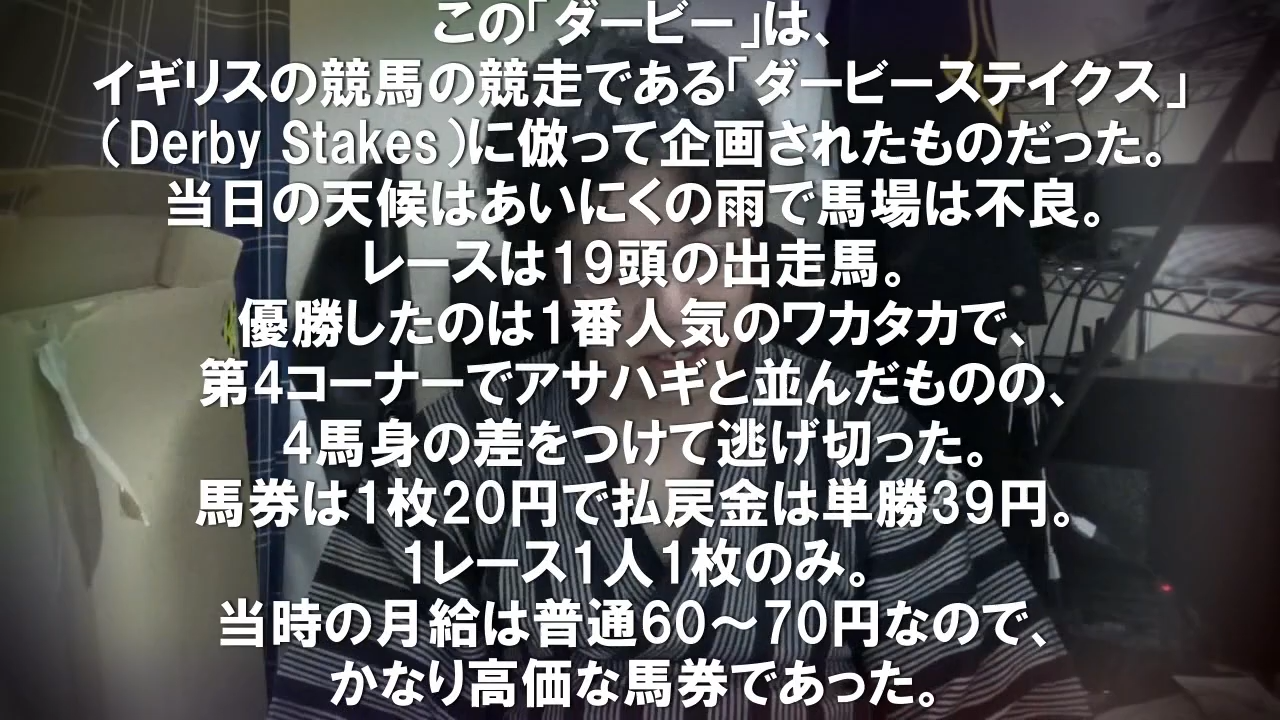 この「ダービー」は、
イギリスの競馬の競走である「ダービーステイクス」
（Derby Stakes）に倣って企画されたものだった。
当日の天候はあいにくの雨で馬場は不良。
レースは19頭の出走馬。
優勝したのは1番人気のワカタカで、
第4コーナーでアサハギと並んだものの、
4馬身の差をつけて逃げ切った。
馬券は1枚20円で払戻金は単勝39円。
1レース1人1枚のみ。
当時の月給は普通60～70円なので、
かなり高価な馬券であった。